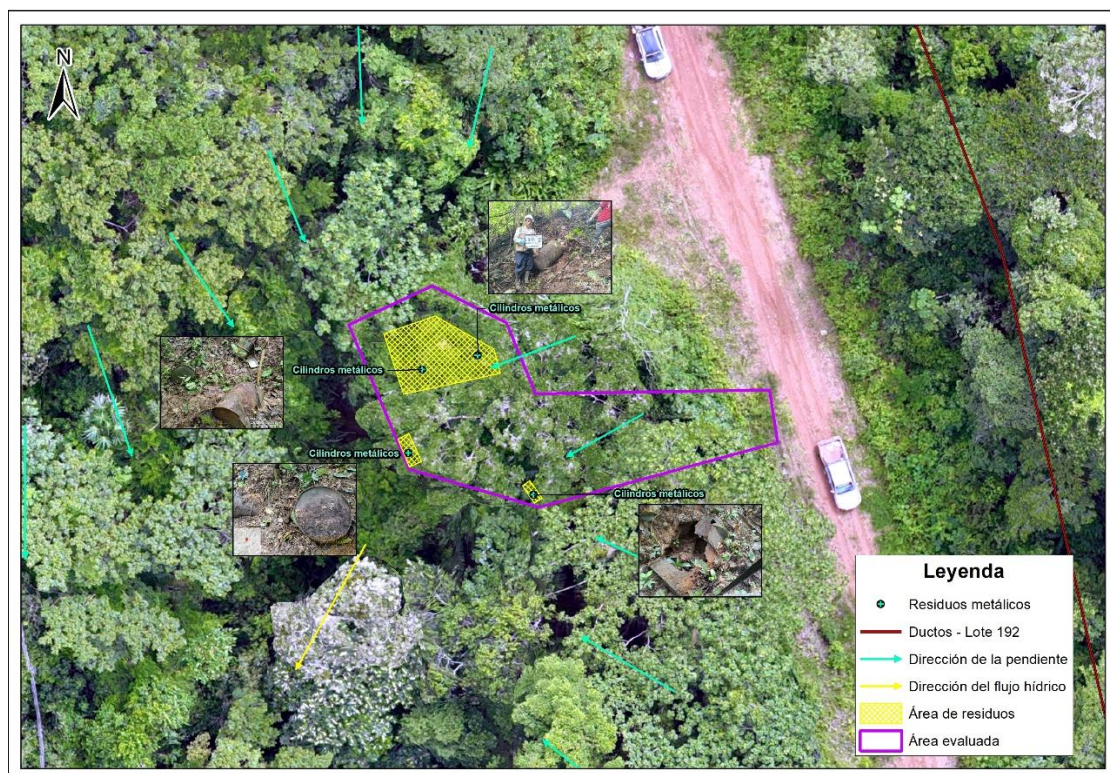 N
Cilindros metálicos
Cilindros metálicos
Cilindros metálicos
Cilindros metálicos
Leyenda
Residuos metálicos
Ductos - Lote 192
Dirección de la pendiente
Dirección del flujo hídrico
Área de residuos
Área evaluada